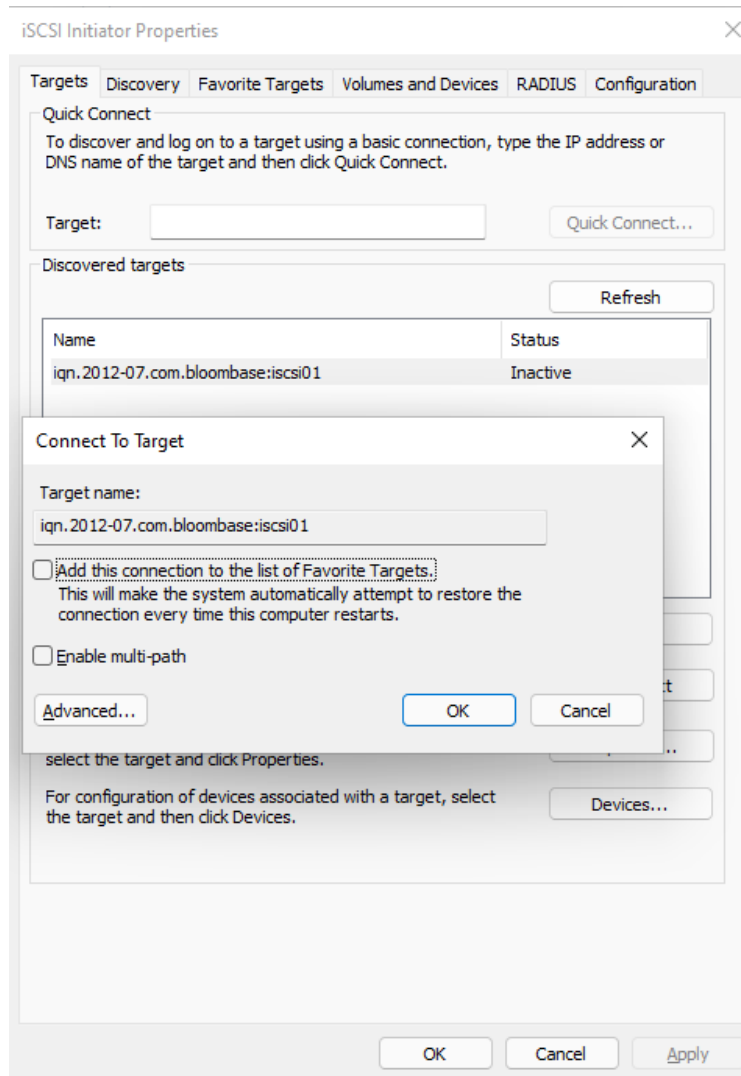 iSCSI Initiator Properties
Targets Discovery Favorite Targets Volumes and Devices RADIUS Configuration
Quick Connect
To discover and log on to a target using a basic connection, type the IP address or
DNS name of the target and then click Quick Connect.
Target:
Quick Connect...
Discovered targets
Refresh
Name Status
iqn.2012-07.com.bloombase:iscsi01 Inactive
Connect To Target
Target name:
iqn.2012-07.com.bloombase:iscsi01
Add this connection to the list of Favorite Targets.
This will make the system automatically attempt to restore the
connection every time this computer restarts.
Enable multi-path
Advanced... OK Cancel
select the target and click Properties.
For configuration of devices associated with a target, select
the target and then click Devices.
Devices...
OK Cancel Apply